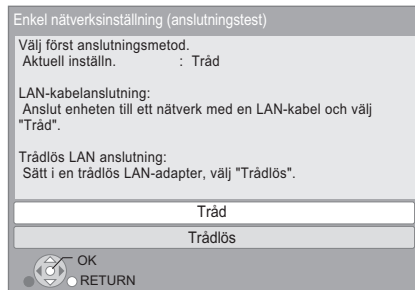 Enkel nätverksinställning (anslutningstest)
Välj först anslutningsmetod.
Aktuell inställn. : Tråd
LAN-kabelanslutning:
Anslut enheten till ett nätverk med en LAN-kabel och välj
"Tråd".
Trådlös LAN anslutning:
Sätt i en trådlös LAN-adapter, välj "Trådlös".
Tråd
Trådlös
OK
RETURN